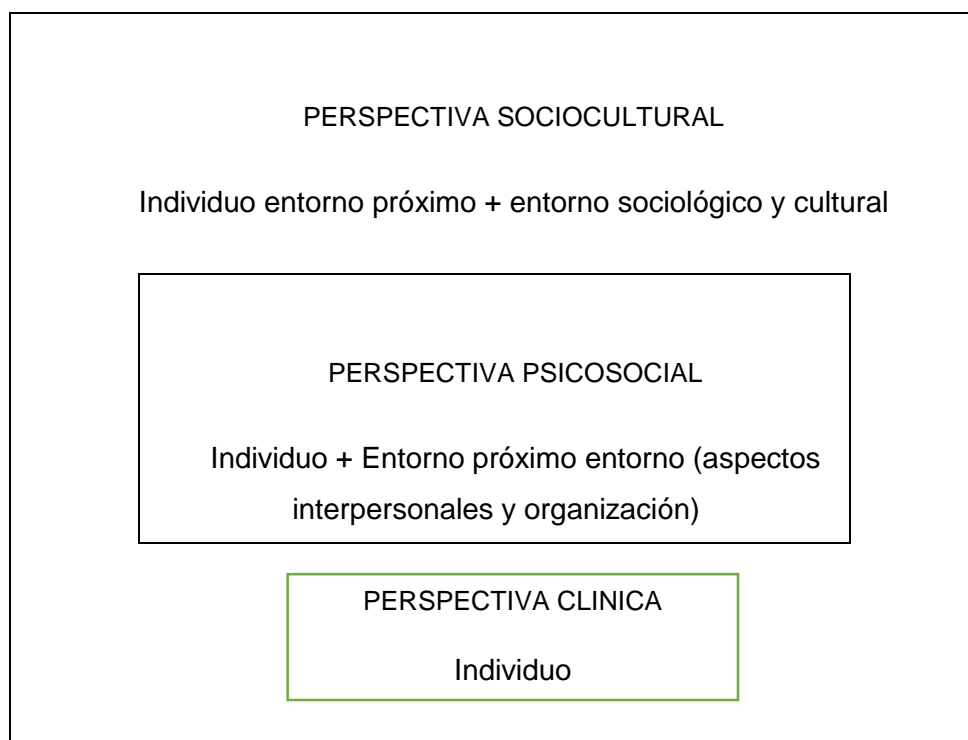 PERSPECTIVA SOCIOCULTURAL
Individuo entorno próximo + entorno sociológico y cultural
PERSPECTIVA PSICOSOCIAL
Individuo + Entorno próximo entorno (aspectos
interpersonales y organización)
PERSPECTIVA CLINICA
Individuo